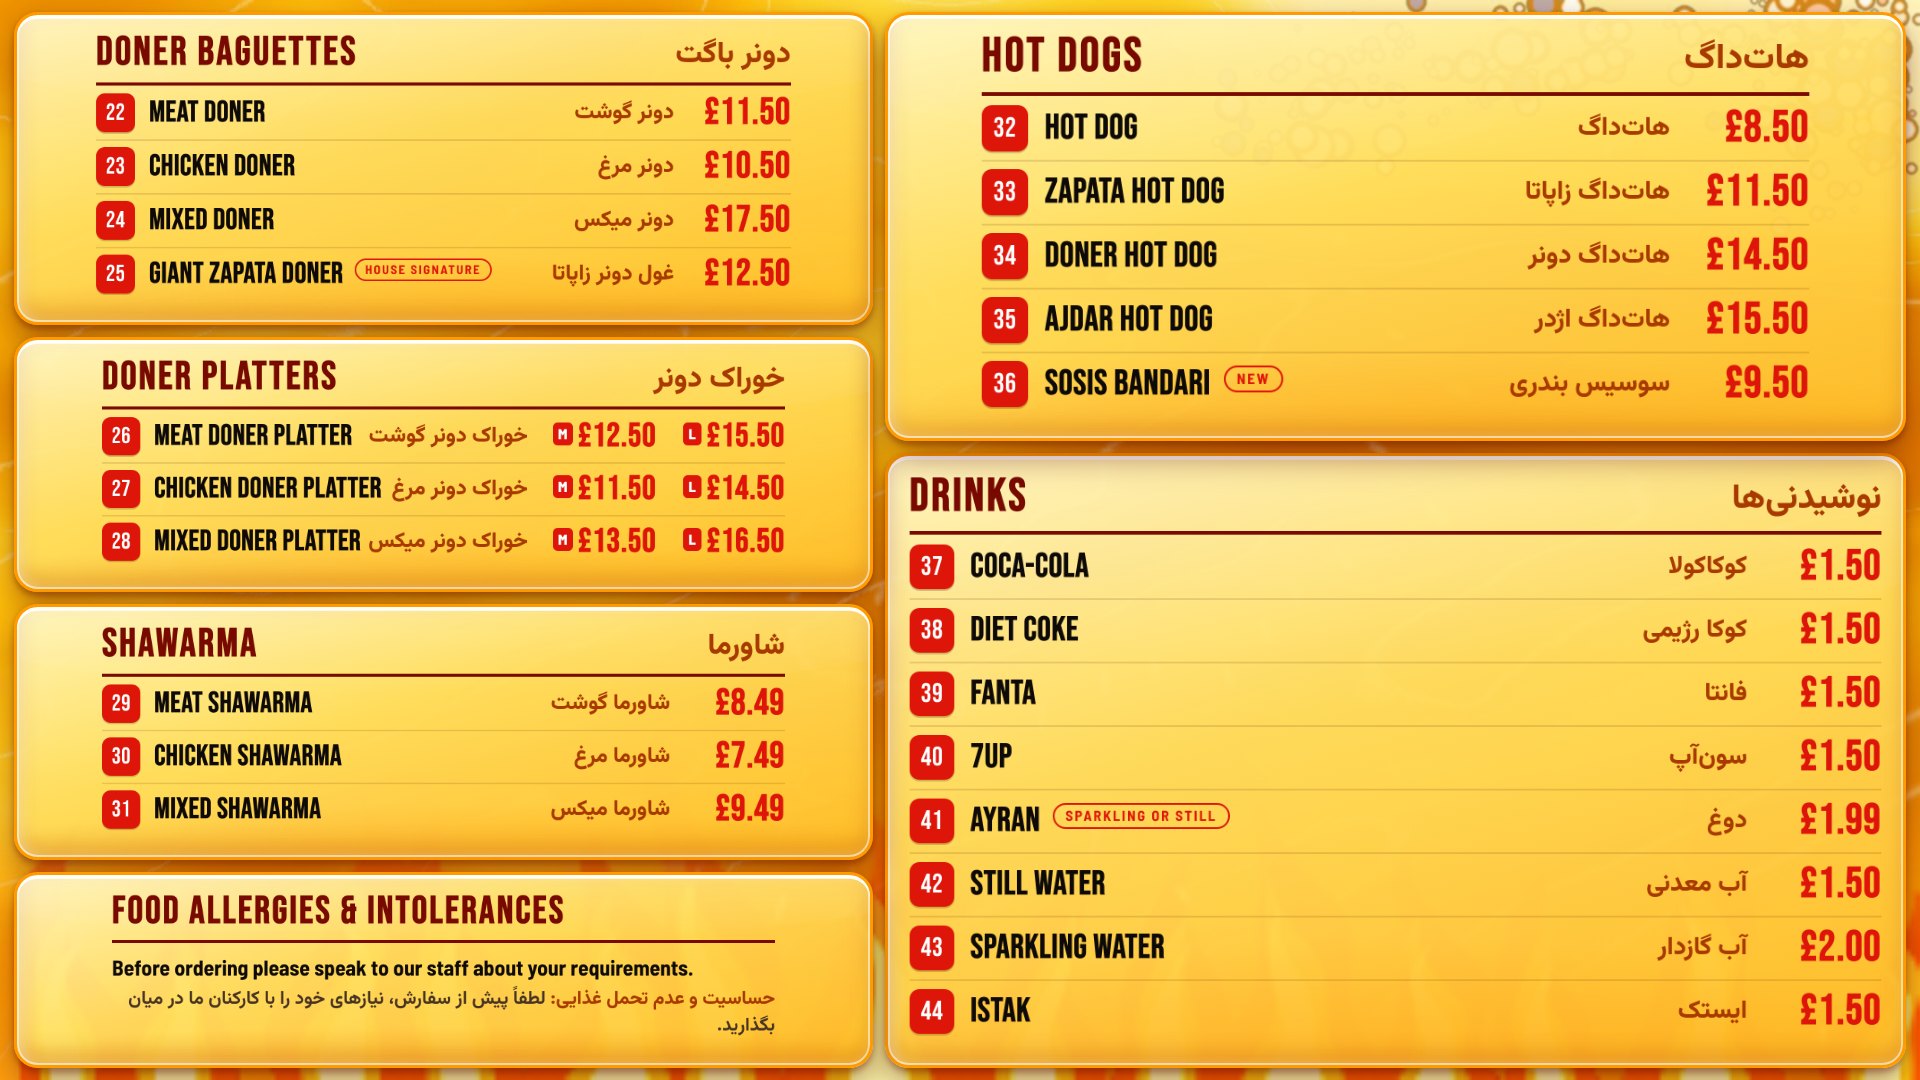 DONER BAGUETTES دونر باگت
22 MEAT DONER دونر گوشت £11.50
23 CHICKEN DONER دونر مرغ £10.50
24 MIXED DONER دونر میکس £17.50
25 GIANT ZAPATA DONER HOUSE SIGNATURE غول دونر زاپاتا £12.50
DONER PLATTERS خوراک دونر
26 MEAT DONER PLATTER خوراک دونر گوشت M £12.50 L £15.50
27 CHICKEN DONER PLATTER خوراک دونر مرغ M £11.50 L £14.50
28 MIXED DONER PLATTER خوراک دونر میکس M £13.50 L £16.50
SHAWARMA شاورما
29 MEAT SHAWARMA شاورما گوشت £8.49
30 CHICKEN SHAWARMA شاورما مرغ £7.49
31 MIXED SHAWARMA شاورما میکس £9.49
FOOD ALLERGIES & INTOLERANCES
Before ordering please speak to our staff about your requirements.
حساسیت و عدم تحمل غذایی: لطفاً پیش از سفارش، نیازهای خود را با کارکنان ما در میان
بگذارید.
HOT DOGS هات‌داگ
32 HOT DOG هات‌داگ £8.50
33 ZAPATA HOT DOG هات‌داگ زاپاتا £11.50
34 DONER HOT DOG هات‌داگ دونر £14.50
35 AJDAR HOT DOG هات‌داگ اژدر £15.50
36 SOSIS BANDARI NEW سوسیس بندری £9.50
DRINKS نوشیدنی‌ها
37 COCA-COLA کوکاکولا £1.50
38 DIET COKE کوکا رژیمی £1.50
39 FANTA فانتا £1.50
40 7UP سون‌آپ £1.50
41 AYRAN SPARKLING OR STILL دوغ £1.99
42 STILL WATER آب معدنی £1.50
43 SPARKLING WATER آب گازدار £2.00
44 ISTAK ایستک £1.50